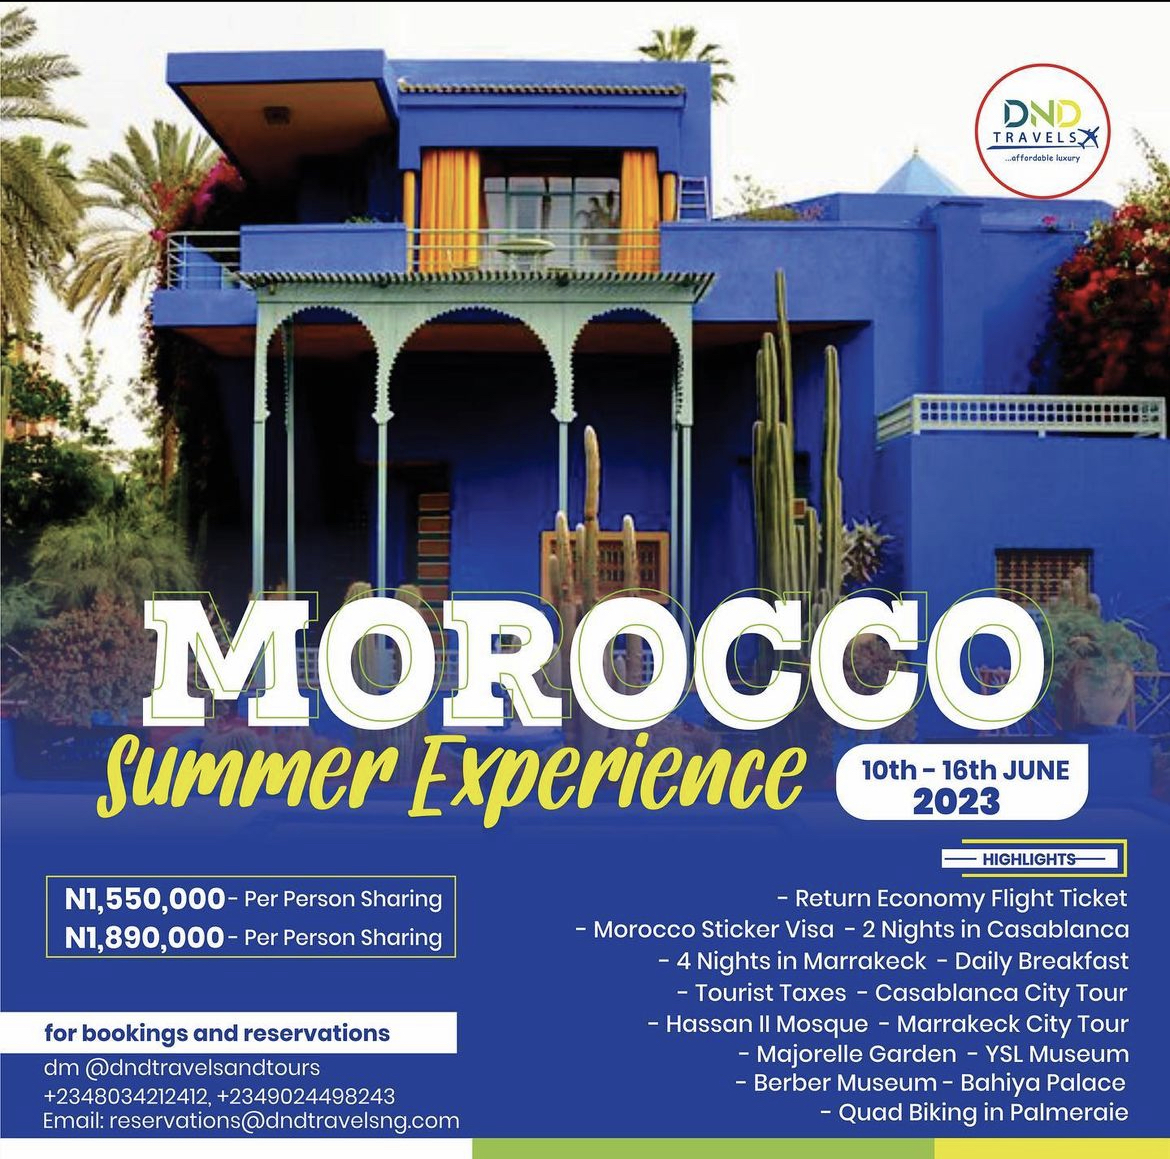 DND
TRAVELS
...affordable luxury
MOROCCO
Summer Experience
10th - 16th JUNE
2023
HIGHLIGHTS
N1,550,000 - Per Person Sharing
N1,890,000 - Per Person Sharing
- Return Economy Flight Ticket
- Morocco Sticker Visa - 2 Nights in Casablanca
- 4 Nights in Marrakeck - Daily Breakfast
- Tourist Taxes - Casablanca City Tour
- Hassan II Mosque - Marrakeck City Tour
- Majorelle Garden - YSL Museum
- Berber Museum - Bahiya Palace
- Quad Biking in Palmeraie
for bookings and reservations
dm @dndtravelsandtours
+2348034212412, +2349024498243
Email: reservations@dndtravelsng.com